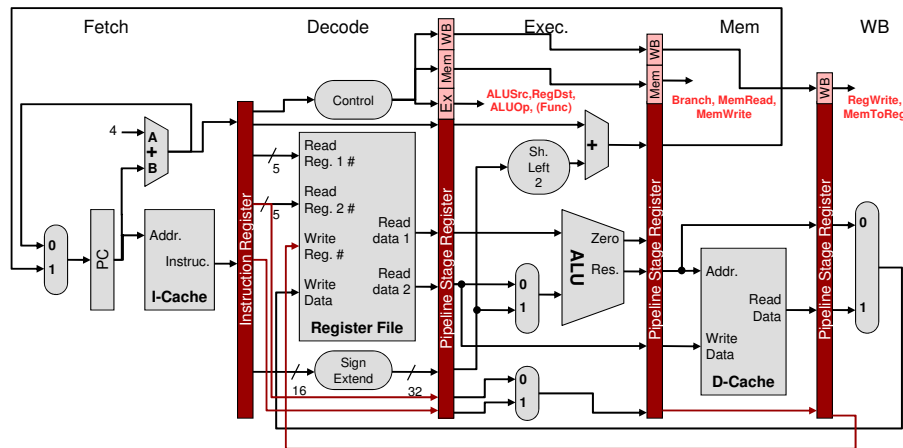 Fetch
Decode
Exec.
Mem
WB
WB
Mem
Ex
WB
Mem
WB
Control
ALUSrc,RegDst,
ALUOp, (Func)
Branch, MemRead,
MemWrite
RegWrite,
MemToReg
4
A
+
B
0
1
PC
Addr.
Instruc.
I-Cache
Instruction Register
5
5
Read
Reg. 1 #
Read
Reg. 2 #
Write
Reg. #
Write
Data
Read
data 1
Read
data 2
Register File
16
Sign
Extend
32
Pipeline Stage Register
Sh.
Left
2
+
0
1
ALU
Zero
Res.
0
1
Pipeline Stage Register
Addr.
Read
Data
Write
Data
D-Cache
Pipeline Stage Register
0
1